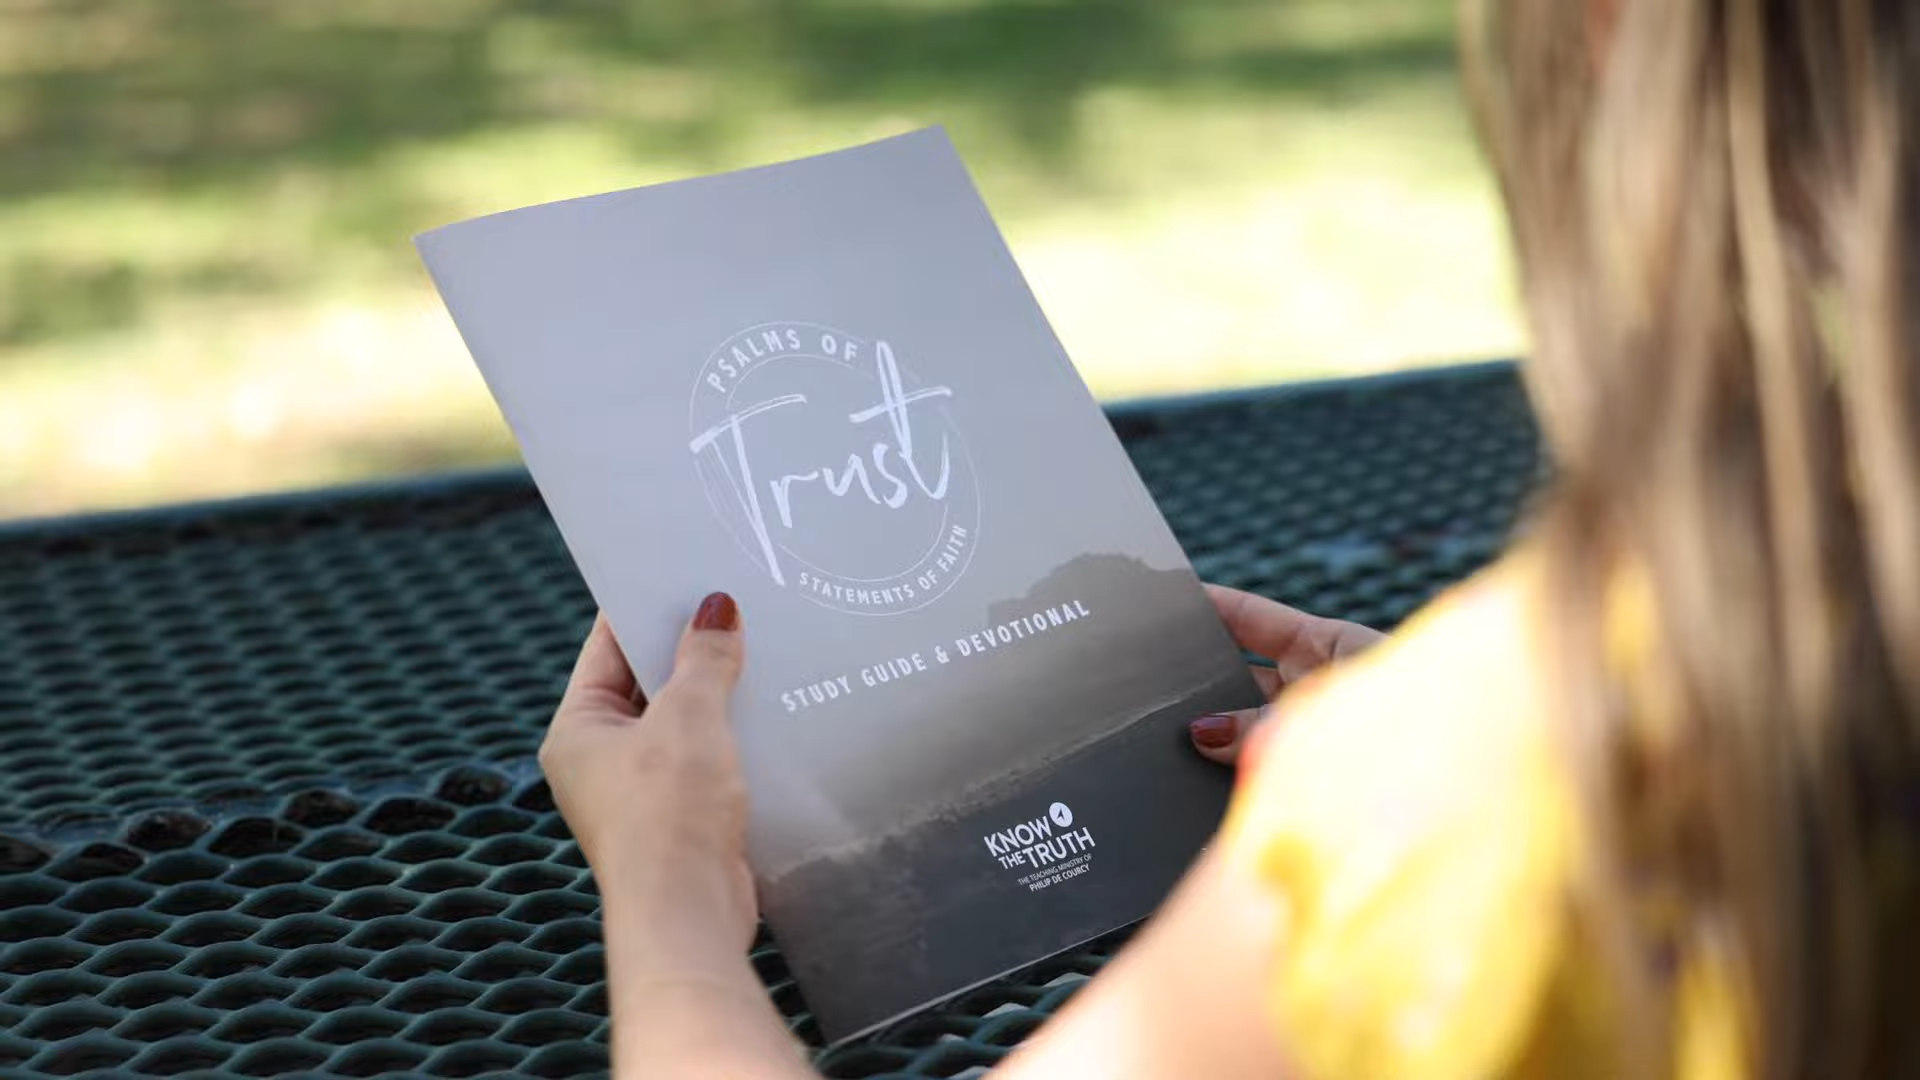 PSALMS OF
Trust
STATEMENTS OF FAITH
STUDY GUIDE & DEVOTIONAL
KNOW
THE TRUTH
THE TEACHING MINISTRY OF
PHILIP DE COURCY